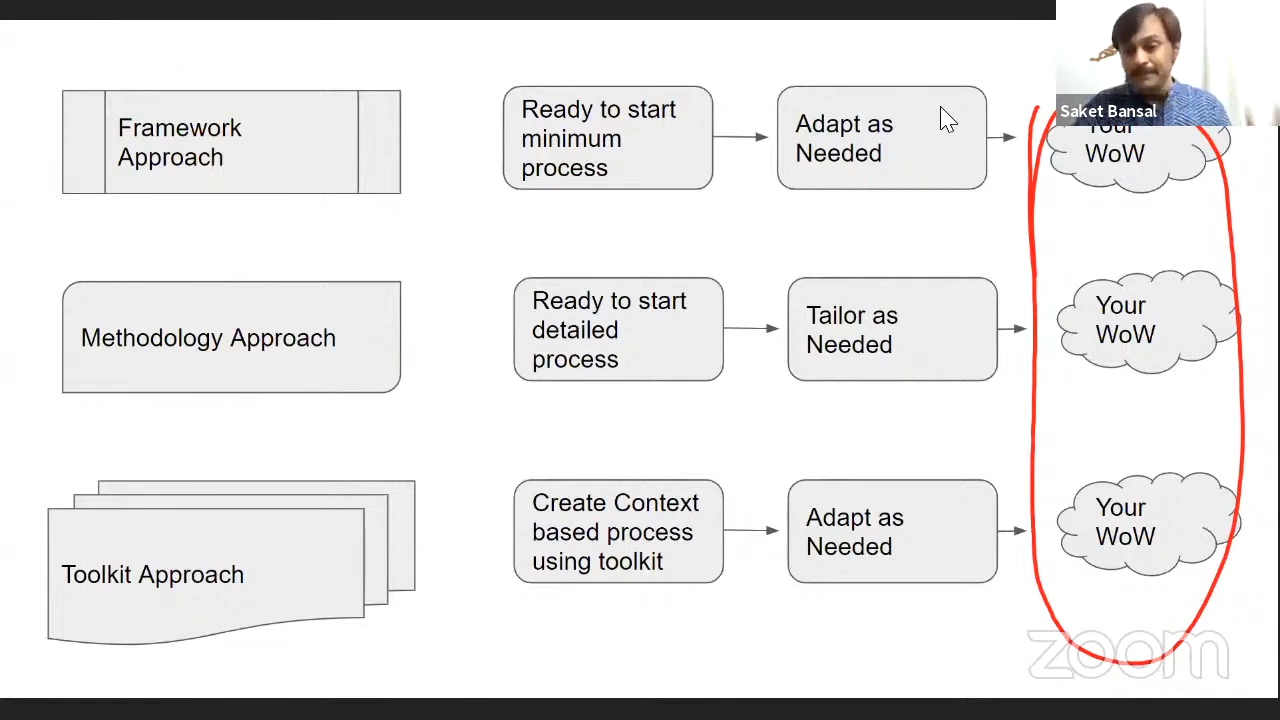 Saket Bansal
Framework
Approach
Ready to start
minimum
process
Adapt as
Needed
Your
WoW
Methodology Approach
Ready to start
detailed
process
Tailor as
Needed
Your
WoW
Toolkit Approach
Create Context
based process
using toolkit
Adapt as
Needed
Your
WoW
zoom